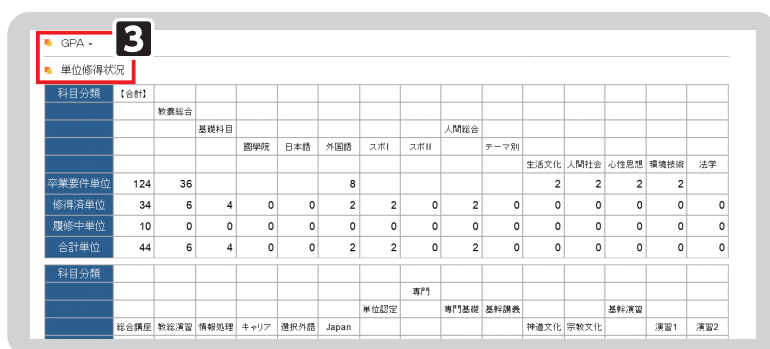 GPA -
3
単位修得状況
科目分類 【合計】
教養総合
基礎科目 人間総合
國學院 日本語 外国語 スポI スポII テーマ別
生活文化 人間社会 心性思想 環境技術 法学
卒業要件単位 124 36 8 2 2 2 2
修得済単位 34 6 4 0 0 2 2 0 2 0 0 0 0 0 0
履修中単位 10 0 0 0 0 0 0 0 0 0 0 0 0 0 0
合計単位 44 6 4 0 0 2 2 0 2 0 0 0 0 0 0
科目分類
専門
単位認定 専門基礎 基幹講義 基幹演習
総合講座 教総演習 情報処理 キャリア 選択外語 Japan 神道文化 宗教文化 演習1 演習2